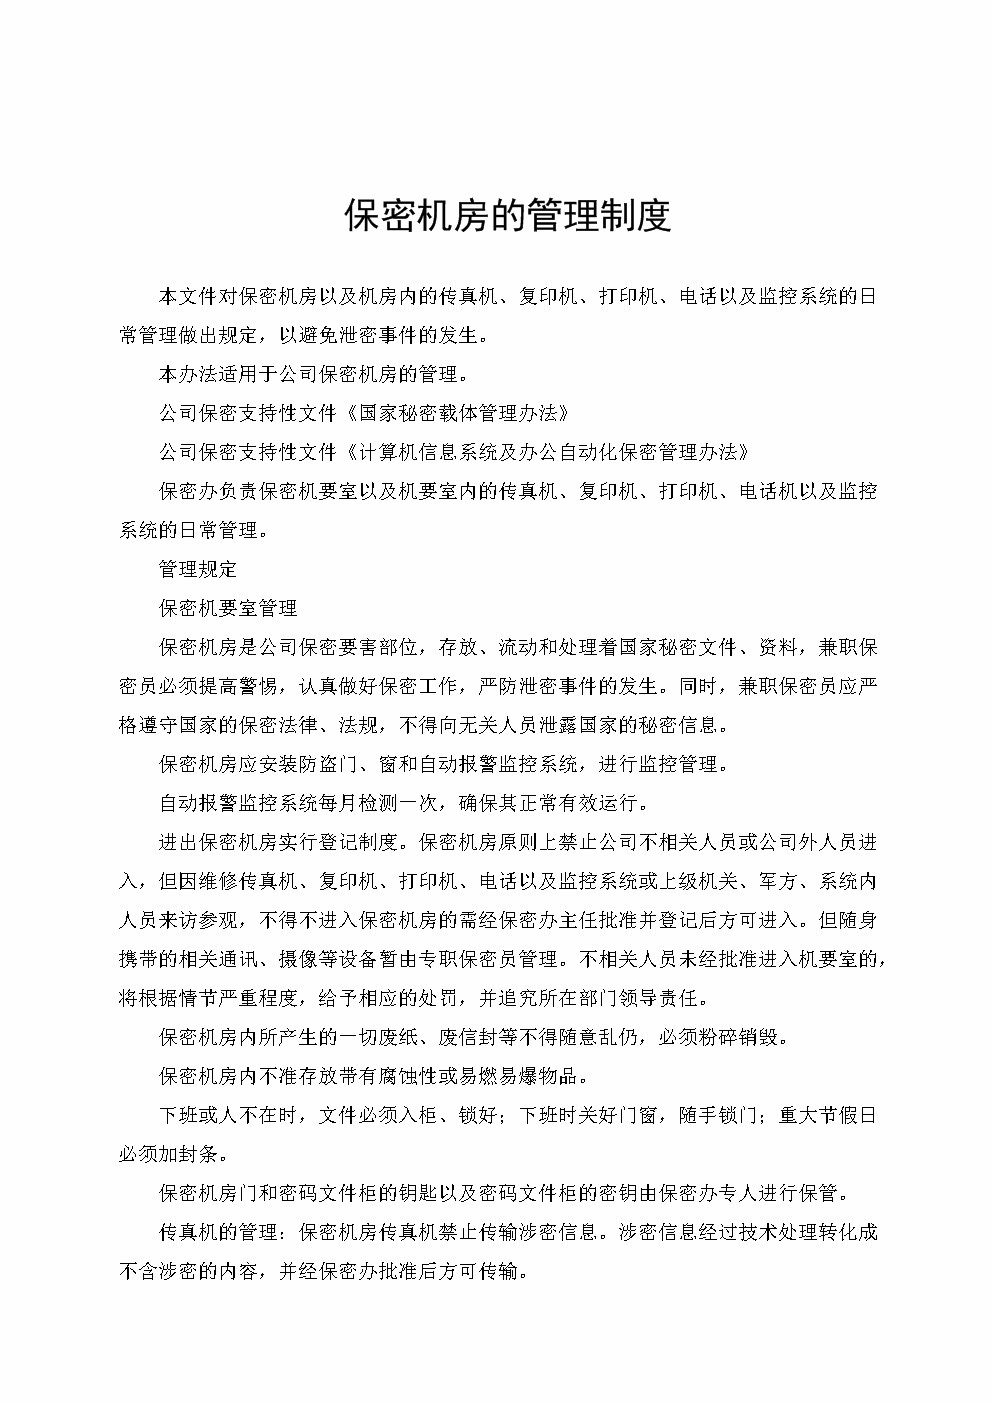 保密机房的管理制度
本文件对保密机房以及机房内的传真机、复印机、打印机、电话以及监控系统的日
常管理做出规定，以避免泄密事件的发生。
本办法适用于公司保密机房的管理。
公司保密支持性文件《国家秘密载体管理办法》
公司保密支持性文件《计算机信息系统及办公自动化保密管理办法》
保密办负责保密机要室以及机要室内的传真机、复印机、打印机、电话机以及监控
系统的日常管理。
管理规定
保密机要室管理
保密机房是公司保密要害部位，存放、流动和处理着国家秘密文件、资料，兼职保
密员必须提高警惕，认真做好保密工作，严防泄密事件的发生。同时，兼职保密员应严
格遵守国家的保密法律、法规，不得向无关人员泄露国家的秘密信息。
保密机房应安装防盗门、窗和自动报警监控系统，进行监控管理。
自动报警监控系统每月检测一次，确保其正常有效运行。
进出保密机房实行登记制度。保密机房原则上禁止公司不相关人员或公司外人员进
入，但因维修传真机、复印机、打印机、电话以及监控系统或上级机关、军方、系统内
人员来访参观，不得不进入保密机房的需经保密办主任批准并登记后方可进入。但随身
携带的相关通讯、摄像等设备暂由专职保密员管理。不相关人员未经批准进入机要室的，
将根据情节严重程度，给予相应的处罚，并追究所在部门领导责任。
保密机房内所产生的一切废纸、废信封等不得随意乱仍，必须粉碎销毁。
保密机房内不准存放带有腐蚀性或易燃易爆物品。
下班或人不在时，文件必须入柜、锁好；下班时关好门窗，随手锁门；重大节假日
必须加封条。
保密机房门和密码文件柜的钥匙以及密码文件柜的密钥由保密办专人进行保管。
传真机的管理：保密机房传真机禁止传输涉密信息。涉密信息经过技术处理转化成
不含涉密的内容，并经保密办批准后方可传输。